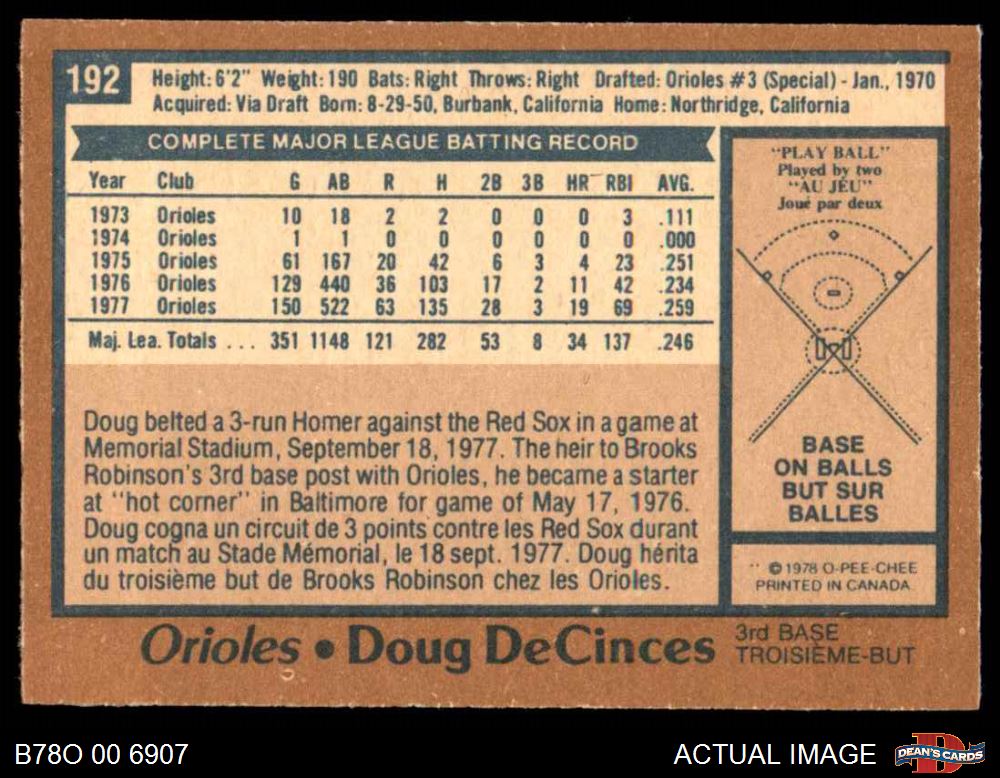 192
Height: 6'2" Weight: 190 Bats: Right Throws: Right Drafted: Orioles #3 (Special) - Jan., 1970
Acquired: Via Draft Born: 8-29-50, Burbank, California Home: Northridge, California
COMPLETE MAJOR LEAGUE BATTING RECORD
Year Club G AB R H 2B 3B HR RBI AVG.
1973 Orioles 10 18 2 2 0 0 0 3 .111
1974 Orioles 1 1 0 0 0 0 0 0 .000
1975 Orioles 61 167 20 42 6 3 4 23 .251
1976 Orioles 129 440 36 103 17 2 11 42 .234
1977 Orioles 150 522 63 135 28 3 19 69 .259
Maj. Lea. Totals ... 351 1148 121 282 53 8 34 137 .246
Doug belted a 3-run Homer against the Red Sox in a game at
Memorial Stadium, September 18, 1977. The heir to Brooks
Robinson's 3rd base post with Orioles, he became a starter
at "hot corner" in Baltimore for game of May 17, 1976.
Doug cogna un circuit de 3 points contre les Red Sox durant
un match au Stade Mémorial, le 18 sept. 1977. Doug hérita
du troisième but de Brooks Robinson chez les Orioles.
"PLAY BALL"
Played by two
"AU JEU"
Joué par deux
BASE
ON BALLS
BUT SUR
BALLES
** © 1978 O-PEE-CHEE
PRINTED IN CANADA
Orioles • Doug DeCinces
3rd BASE
TROISIÈME-BUT
B78O 00 6907
ACTUAL IMAGE
DEAN'S CARDS